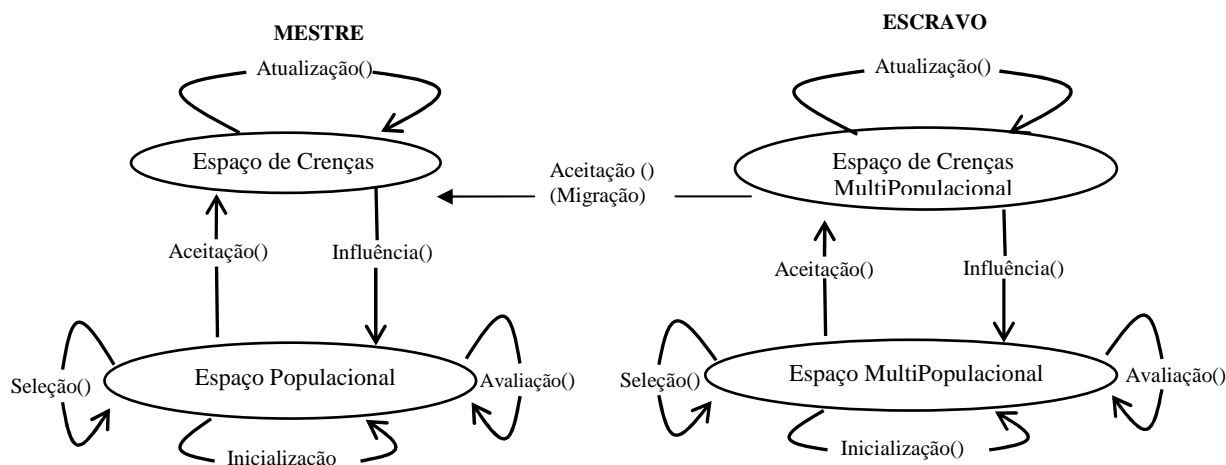 MESTRE
Atualização()
Espaço de Crenças
Aceitação()
Influência()
Seleção()
Espaço Populacional
Avaliação()
Inicialização
Aceitação ()
(Migração)
ESCRAVO
Atualização()
Espaço de Crenças
MultiPopulacional
Aceitação()
Influência()
Seleção()
Espaço MultiPopulacional
Avaliação()
Inicialização()